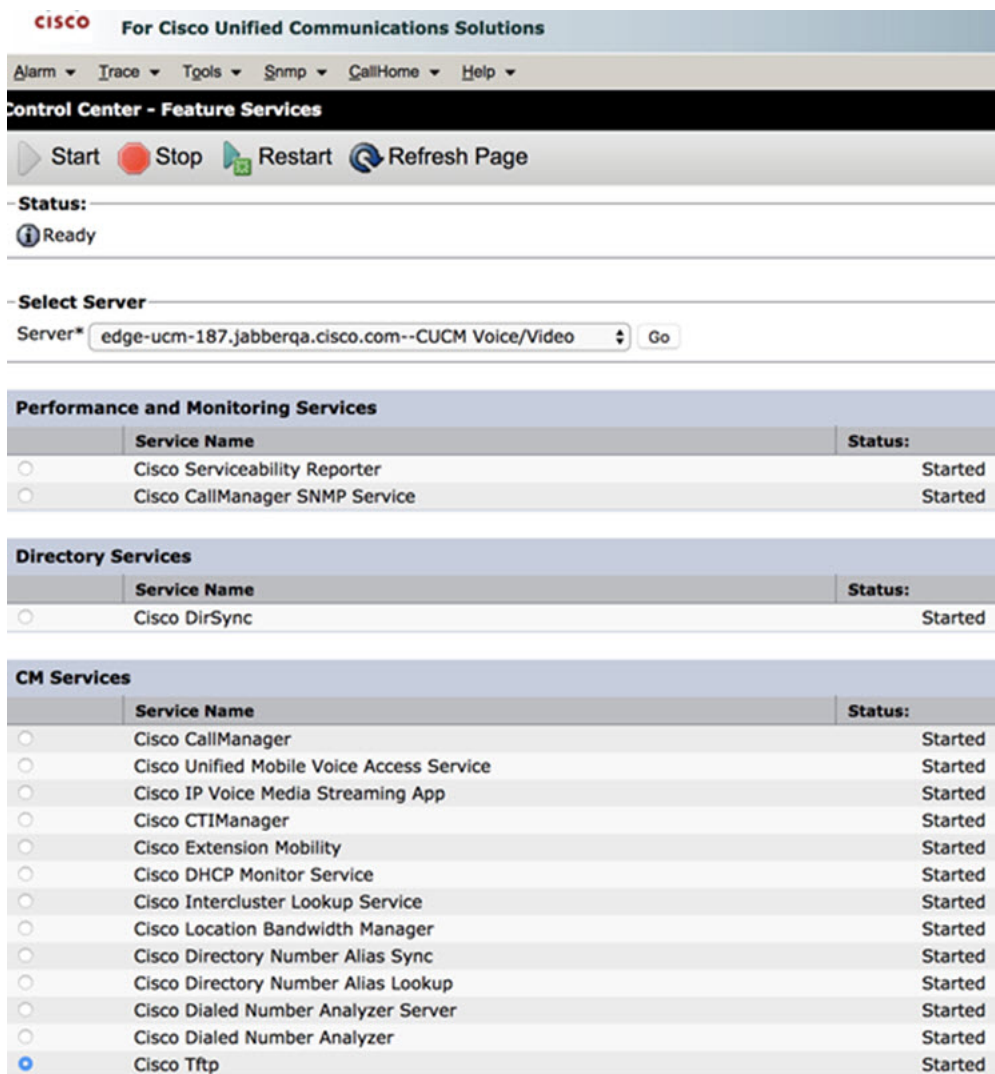 CISCO For Cisco Unified Communications Solutions
Alarm Trace Tools Snmp CallHome Help
Control Center - Feature Services
Start Stop Restart Refresh Page
Status:
Ready
Select Server
Server* edge-ucm-187.jabberqa.cisco.com--CUCM Voice/Video Go
Performance and Monitoring Services
Service Name Status:
Cisco Serviceability Reporter Started
Cisco CallManager SNMP Service Started
Directory Services
Service Name Status:
Cisco DirSync Started
CM Services
Service Name Status:
Cisco CallManager Started
Cisco Unified Mobile Voice Access Service Started
Cisco IP Voice Media Streaming App Started
Cisco CTIManager Started
Cisco Extension Mobility Started
Cisco DHCP Monitor Service Started
Cisco Intercluster Lookup Service Started
Cisco Location Bandwidth Manager Started
Cisco Directory Number Alias Sync Started
Cisco Directory Number Alias Lookup Started
Cisco Dialed Number Analyzer Server Started
Cisco Dialed Number Analyzer Started
Cisco Tftp Started